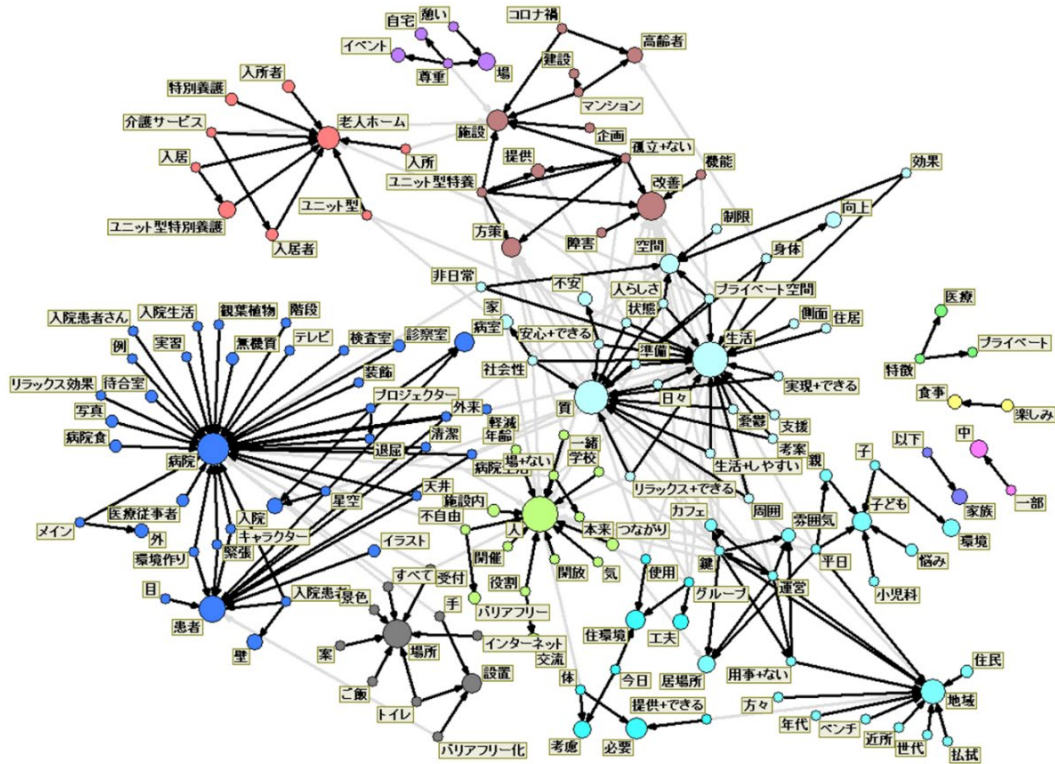 憩い
コロナ禍
自宅
高齢者
イベント
建設
尊重
場
入所者
マンション
特別養護
介護サービス
老人ホーム
施設
企画
入所
孤立+ない
提供
機能
効果
入居
ユニット型特養
改善
ユニット型
制限
向上
ユニット型特別養護
方策
障害
空間
身体
入居者
非日常
不安
人らしさ
プライベート空間
医療
入院生活
観葉植物
階段
家
状態
側面
入院患者さん
病室
安心+できる
生活
住居
例
実習
無機質
テレビ
検査室
診察室
準備
プライベート
社会性
特徴
リラックス効果
待合室
装飾
日々
実現+できる
食事
質
プロジェクター
写真
外来
軽減
憂鬱
支援
楽しみ
年齢
一緒
病院食
清潔
考案
以下
中
病院
退屈
場+ない
学校
生活+しやすい
親
子
病院生活
リラックス+できる
施設内
天井
星空
医療従事者
メイン
入院
不自由
人
本来
つながり
カフェ
周囲
雰囲気
子ども
家族
一部
外
キャラクター
環境
環境作り
緊張
イラスト
開催
鍵
平日
悩み
開放
気
すべて
受付
使用
目
入院患者
役割
グループ
運営
景色
手
バリアフリー
小児科
患者
住環境
工夫
案
場所
インターネット
壁
交流
設置
住民
ご飯
体
今日
居場所
用事+ない
トイレ
提供+できる
方々
地域
年代
ベンチ
バリアフリー化
考慮
必要
近所
世代
払拭